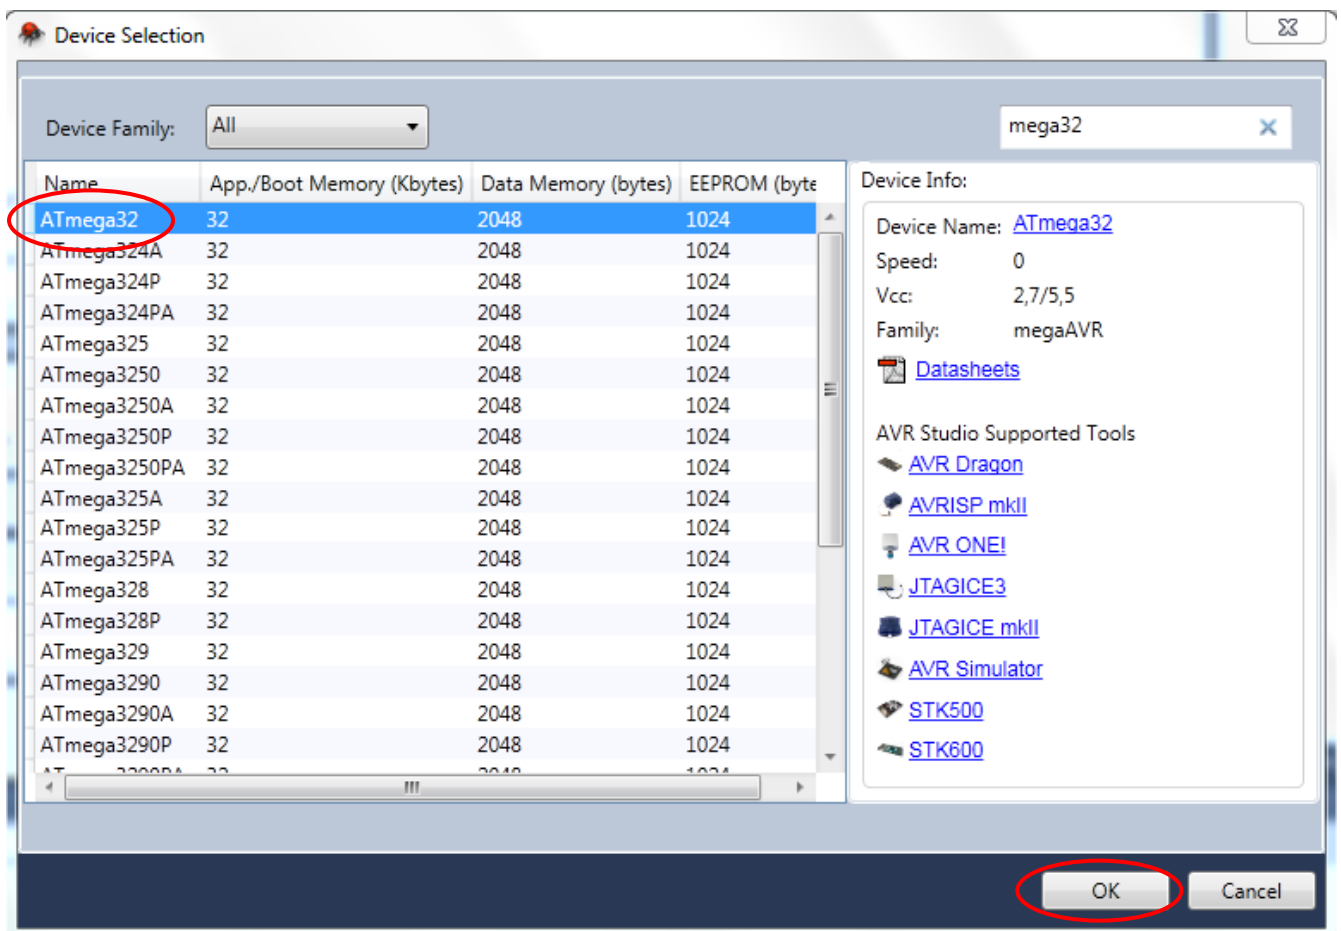 Device Selection
Device Family: All mega32
Name App./Boot Memory (Kbytes) Data Memory (bytes) EEPROM (byte
ATmega32 32 2048 1024
ATmega324A 32 2048 1024
ATmega324P 32 2048 1024
ATmega324PA 32 2048 1024
ATmega325 32 2048 1024
ATmega3250 32 2048 1024
ATmega3250A 32 2048 1024
ATmega3250P 32 2048 1024
ATmega3250PA 32 2048 1024
ATmega325A 32 2048 1024
ATmega325P 32 2048 1024
ATmega325PA 32 2048 1024
ATmega328 32 2048 1024
ATmega328P 32 2048 1024
ATmega329 32 2048 1024
ATmega3290 32 2048 1024
ATmega3290A 32 2048 1024
ATmega3290P 32 2048 1024
Device Info:
Device Name: ATmega32
Speed: 0
Vcc: 2,7/5,5
Family: megaAVR
Datasheets
AVR Studio Supported Tools
AVR Dragon
AVRISP mkII
AVR ONE!
JTAGICE3
JTAGICE mkII
AVR Simulator
STK500
STK600
OK Cancel